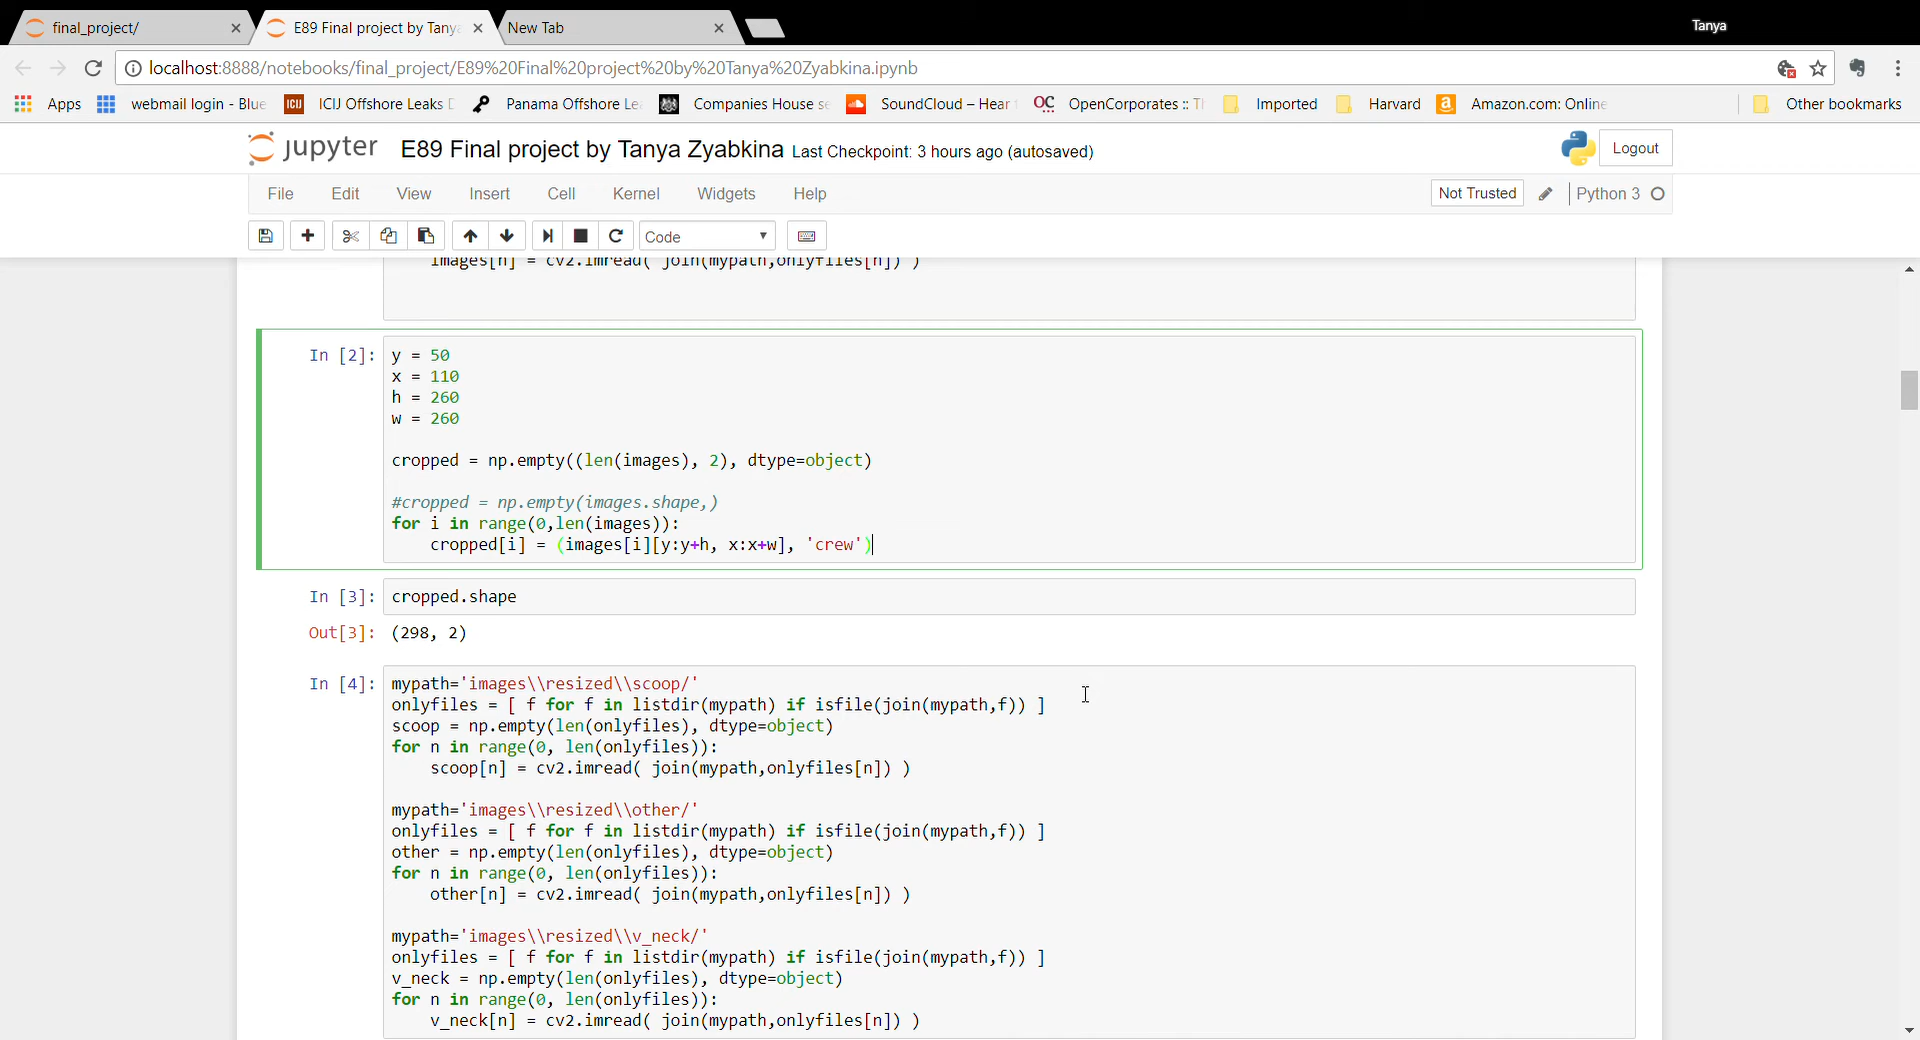 final_project/
E89 Final project by Tanya
New Tab
Tanya
localhost:8888/notebooks/final_project/E89%20Final%20project%20by%20Tanya%20Zyabkina.ipynb
Apps webmail login - Blue ICIJ ICIJ Offshore Leaks Panama Offshore Le Companies House se SoundCloud – Hear OC OpenCorporates :: Imported Harvard Amazon.com: Online Other bookmarks
jupyter E89 Final project by Tanya Zyabkina Last Checkpoint: 3 hours ago (autosaved) Logout
File Edit View Insert Cell Kernel Widgets Help Not Trusted Python 3
Code
images[n] = cv2.imread( join(mypath,onlyfiles[n]) )
In [2]: y = 50
x = 110
h = 260
w = 260
cropped = np.empty((len(images), 2), dtype=object)
#cropped = np.empty(images.shape,)
for i in range(0,len(images)):
cropped[i] = (images[i][y:y+h, x:x+w], 'crew')
In [3]: cropped.shape
Out[3]: (298, 2)
In [4]: mypath='images\\resized\\scoop/'
onlyfiles = [ f for f in listdir(mypath) if isfile(join(mypath,f)) ]
scoop = np.empty(len(onlyfiles), dtype=object)
for n in range(0, len(onlyfiles)):
scoop[n] = cv2.imread( join(mypath,onlyfiles[n]) )
mypath='images\\resized\\other/'
onlyfiles = [ f for f in listdir(mypath) if isfile(join(mypath,f)) ]
other = np.empty(len(onlyfiles), dtype=object)
for n in range(0, len(onlyfiles)):
other[n] = cv2.imread( join(mypath,onlyfiles[n]) )
mypath='images\\resized\\v_neck/'
onlyfiles = [ f for f in listdir(mypath) if isfile(join(mypath,f)) ]
v_neck = np.empty(len(onlyfiles), dtype=object)
for n in range(0, len(onlyfiles)):
v_neck[n] = cv2.imread( join(mypath,onlyfiles[n]) )